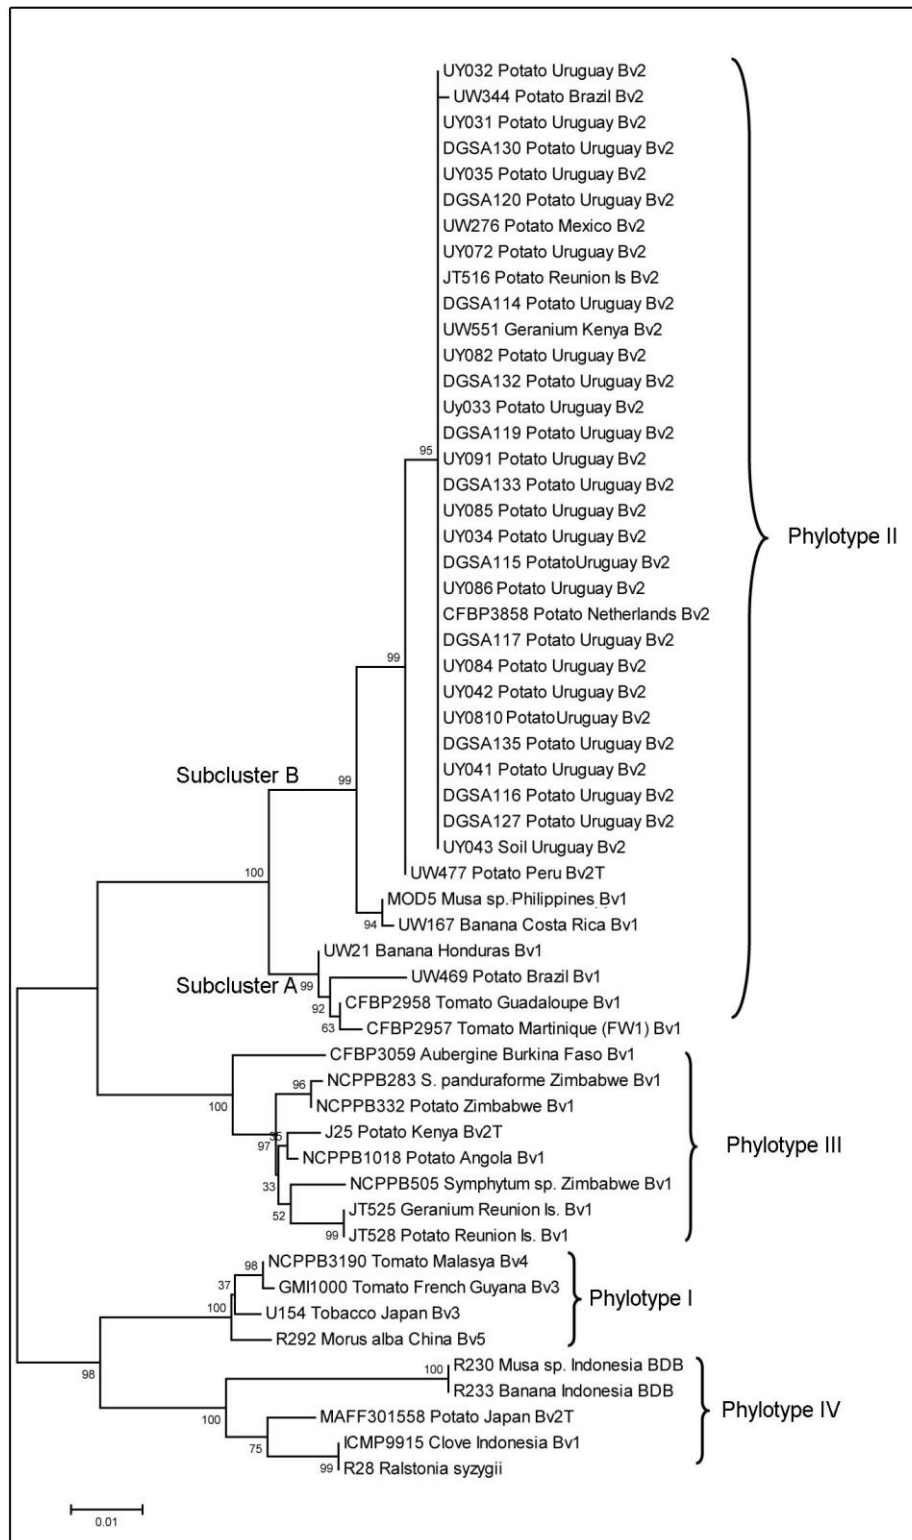 UY032 Potato Uruguay Bv2
UW344 Potato Brazil Bv2
UY031 Potato Uruguay Bv2
DGSA130 Potato Uruguay Bv2
UY035 Potato Uruguay Bv2
DGSA120 Potato Uruguay Bv2
UW276 Potato Mexico Bv2
UY072 Potato Uruguay Bv2
JT516 Potato Reunion Is Bv2
DGSA114 Potato Uruguay Bv2
UW551 Geranium Kenya Bv2
UY082 Potato Uruguay Bv2
DGSA132 Potato Uruguay Bv2
Uy033 Potato Uruguay Bv2
DGSA119 Potato Uruguay Bv2
95
UY091 Potato Uruguay Bv2
DGSA133 Potato Uruguay Bv2
UY085 Potato Uruguay Bv2
UY034 Potato Uruguay Bv2
Phylotype II
DGSA115 PotatoUruguay Bv2
UY086 Potato Uruguay Bv2
CFBP3858 Potato Netherlands Bv2
DGSA117 Potato Uruguay Bv2
99
UY084 Potato Uruguay Bv2
UY042 Potato Uruguay Bv2
UY0810 PotatoUruguay Bv2
DGSA135 Potato Uruguay Bv2
UY041 Potato Uruguay Bv2
Subcluster B
99
DGSA116 Potato Uruguay Bv2
DGSA127 Potato Uruguay Bv2
UY043 Soil Uruguay Bv2
100
UW477 Potato Peru Bv2T
MOD5 Musa sp. Philippines Bv1
94
UW167 Banana Costa Rica Bv1
UW21 Banana Honduras Bv1
Subcluster A
99
UW469 Potato Brazil Bv1
92
CFBP2958 Tomato Guadaloupe Bv1
63
CFBP2957 Tomato Martinique (FW1) Bv1
CFBP3059 Aubergine Burkina Faso Bv1
96
NCPPB283 S. panduraforme Zimbabwe Bv1
100
NCPPB332 Potato Zimbabwe Bv1
35
J25 Potato Kenya Bv2T
97
Phylotype III
NCPPB1018 Potato Angola Bv1
33
NCPPB505 Symphytum sp. Zimbabwe Bv1
52
JT525 Geranium Reunion Is. Bv1
99
JT528 Potato Reunion Is. Bv1
98
NCPPB3190 Tomato Malasya Bv4
37
GMI1000 Tomato French Guyana Bv3
Phylotype I
100
U154 Tobacco Japan Bv3
R292 Morus alba China Bv5
98
100
R230 Musa sp. Indonesia BDB
R233 Banana Indonesia BDB
Phylotype IV
100
MAFF301558 Potato Japan Bv2T
75
ICMP9915 Clove Indonesia Bv1
99
R28 Ralstonia syzygii
0.01